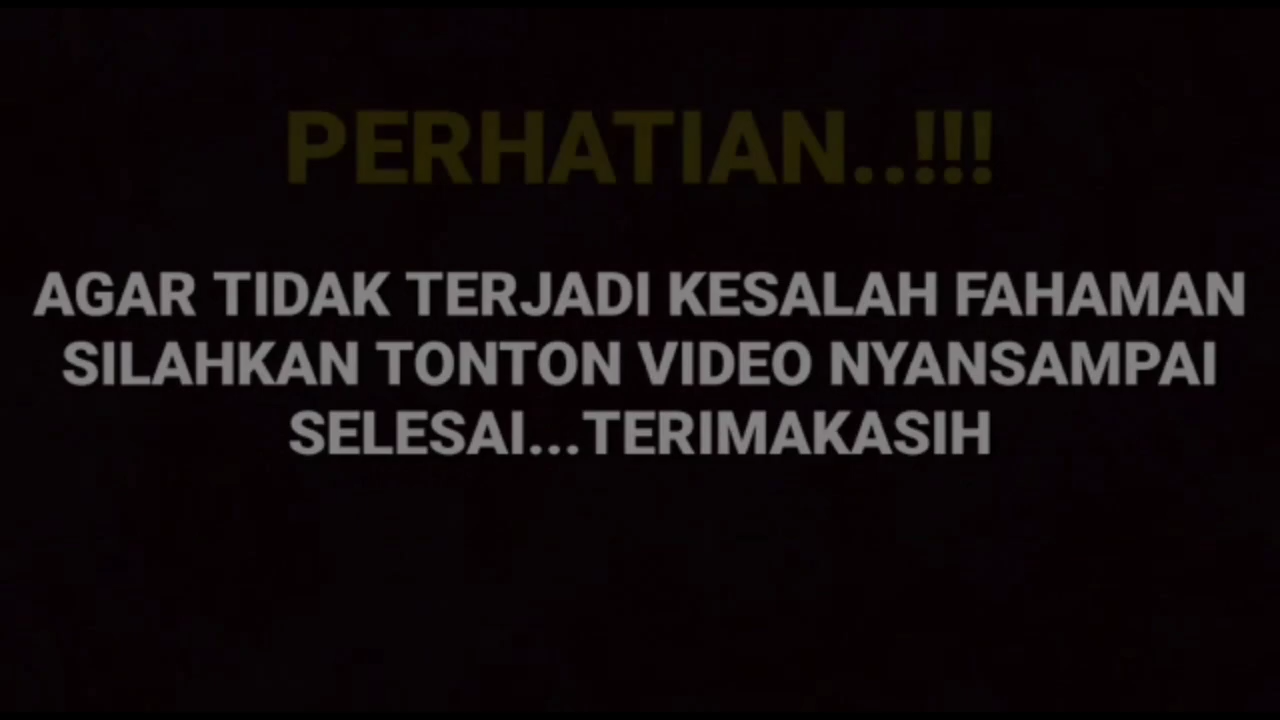 PERHATIAN..!!!
AGAR TIDAK TERJADI KESALAH FAHAMAN
SILAHKAN TONTON VIDEO NYANSAMPAI
SELESAI...TERIMAKASIH